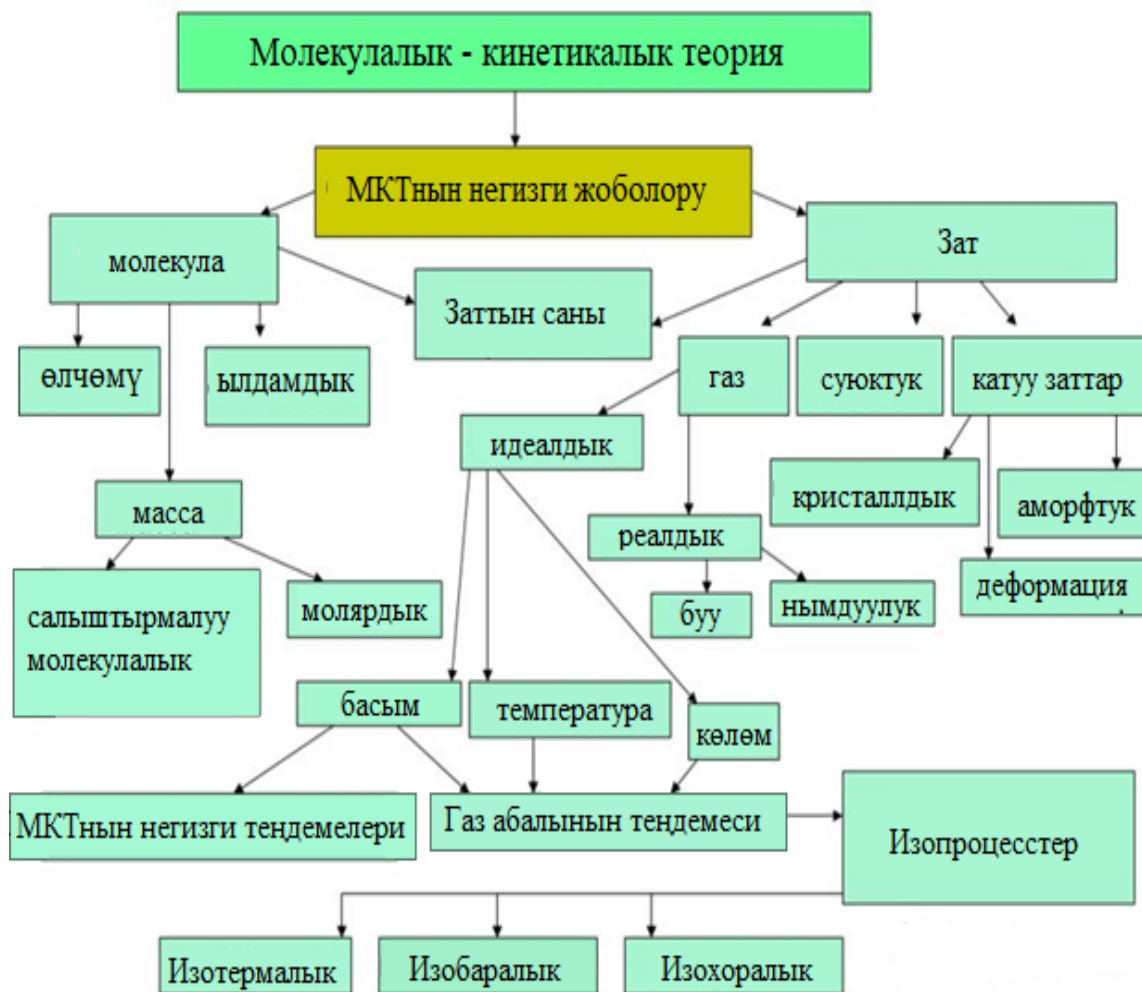 Молекулалык - кинетикалык теория
МКТнын негизги жоболору
молекула
Зат
Заттын саны
өлчөмү
ылдамдык
газ
суюктук
катуу заттар
идеалдык
кристаллдык
аморфтук
масса
реалдык
салыштырмалуу
молекулалык
молярдык
буу
нымдуулук
деформация
басым
температура
көлөм
МКТнын негизги теңдемелери
Газ абалынын теңдемеси
Изопроцесстер
Изотермалык
Изобаралык
Изохоралык